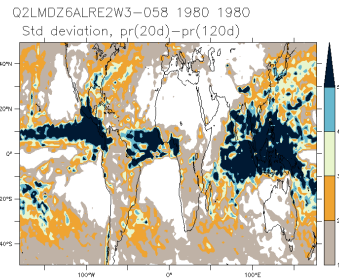 Q2LMDZ6ALRE2W3-058 1980 1980
Std deviation, pr(20d)-pr(120d)
40°N
20°N
0°
20°S
40°S
100°W
0°
100°E
5
4
3
2
1